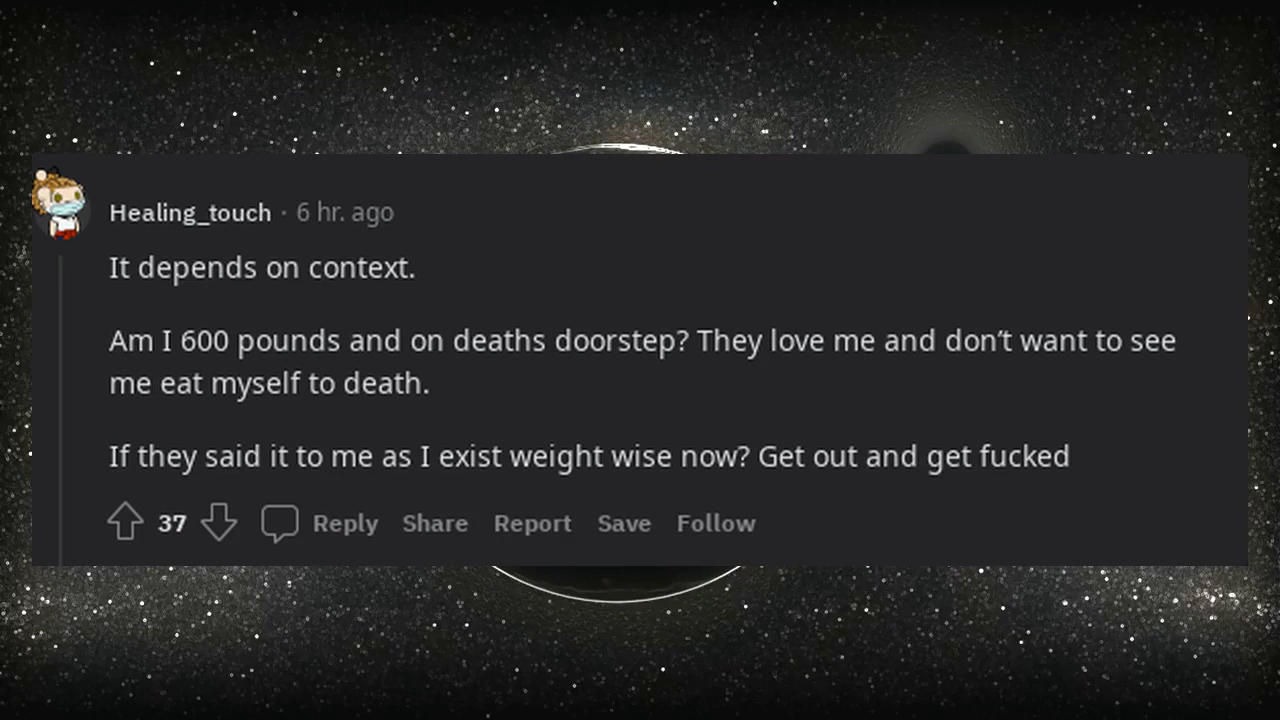 Healing_touch · 6 hr. ago
It depends on context.
Am I 600 pounds and on deaths doorstep? They love me and don’t want to see
me eat myself to death.
If they said it to me as I exist weight wise now? Get out and get fucked
37 Reply Share Report Save Follow